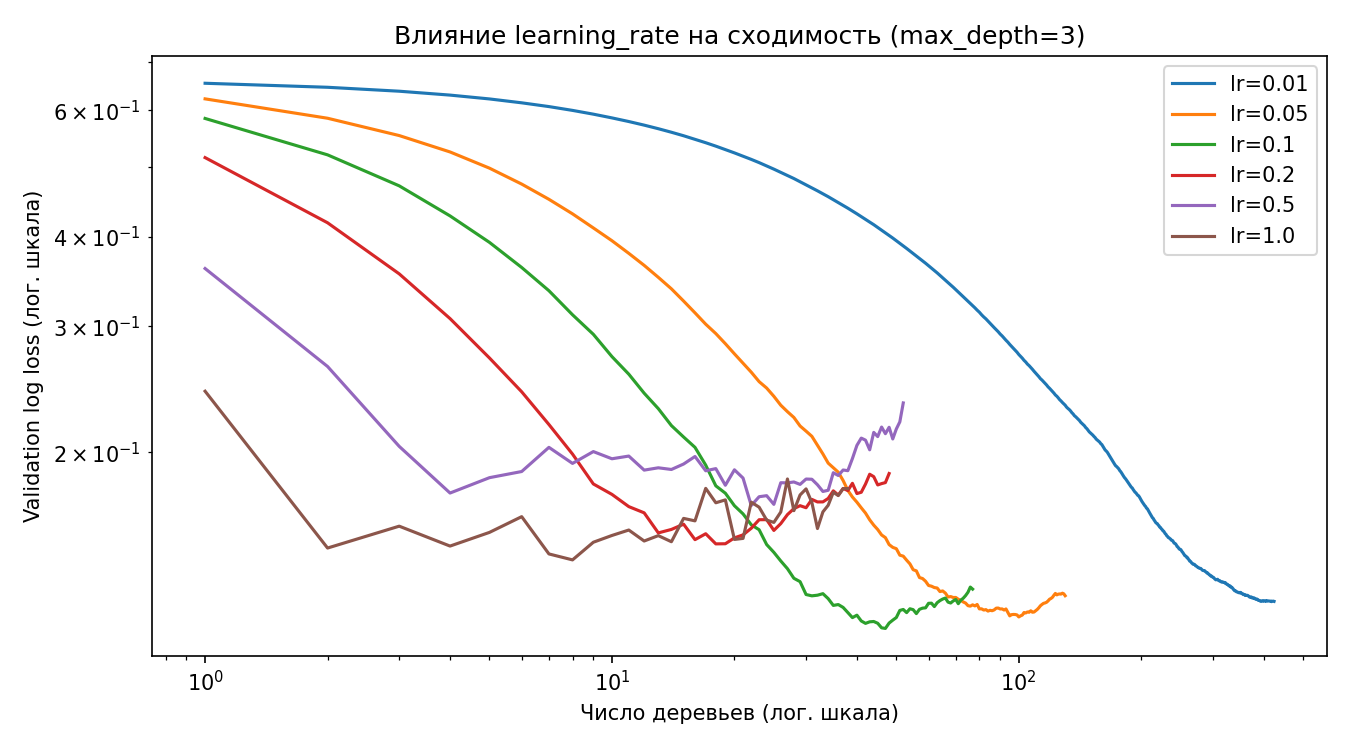 Влияние learning_rate на сходимость (max_depth=3)
Validation log loss (лог. шкала)
6 × 10⁻¹
4 × 10⁻¹
3 × 10⁻¹
2 × 10⁻¹
lr=0.01
lr=0.05
lr=0.1
lr=0.2
lr=0.5
lr=1.0
10⁰
10¹
10²
Число деревьев (лог. шкала)